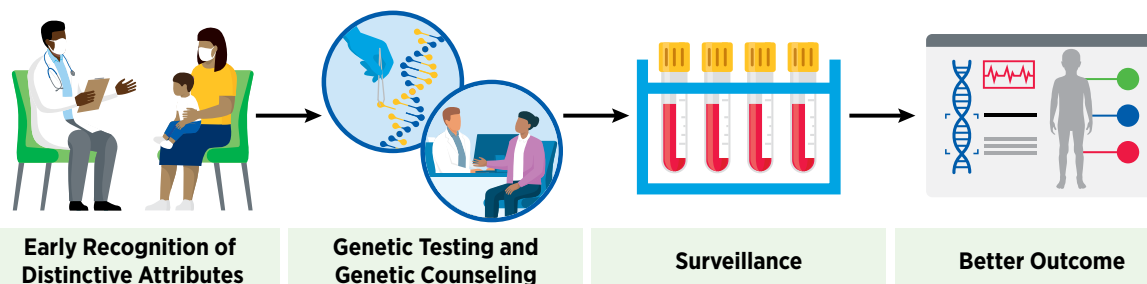 Early Recognition of
Distinctive Attributes
Genetic Testing and
Genetic Counseling
Surveillance
Better Outcome